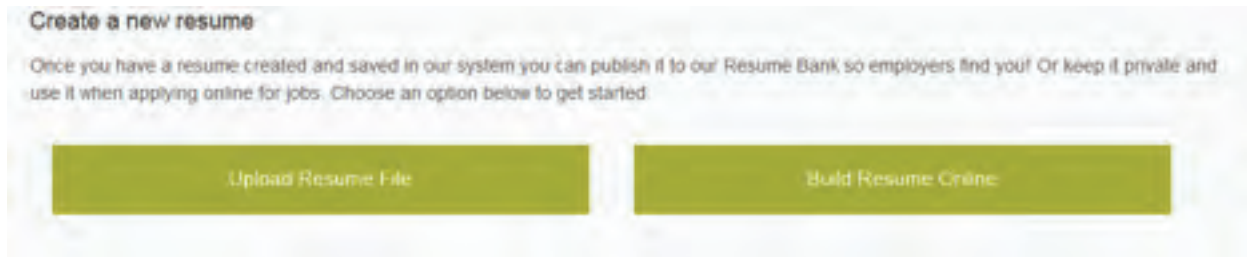 Create a new resume
Once you have a resume created and saved in our system you can publish it to our Resume Bank so employers find you! Or keep it private and
use it when applying online for jobs. Choose an option below to get started
Upload Resume File
Build Resume Online